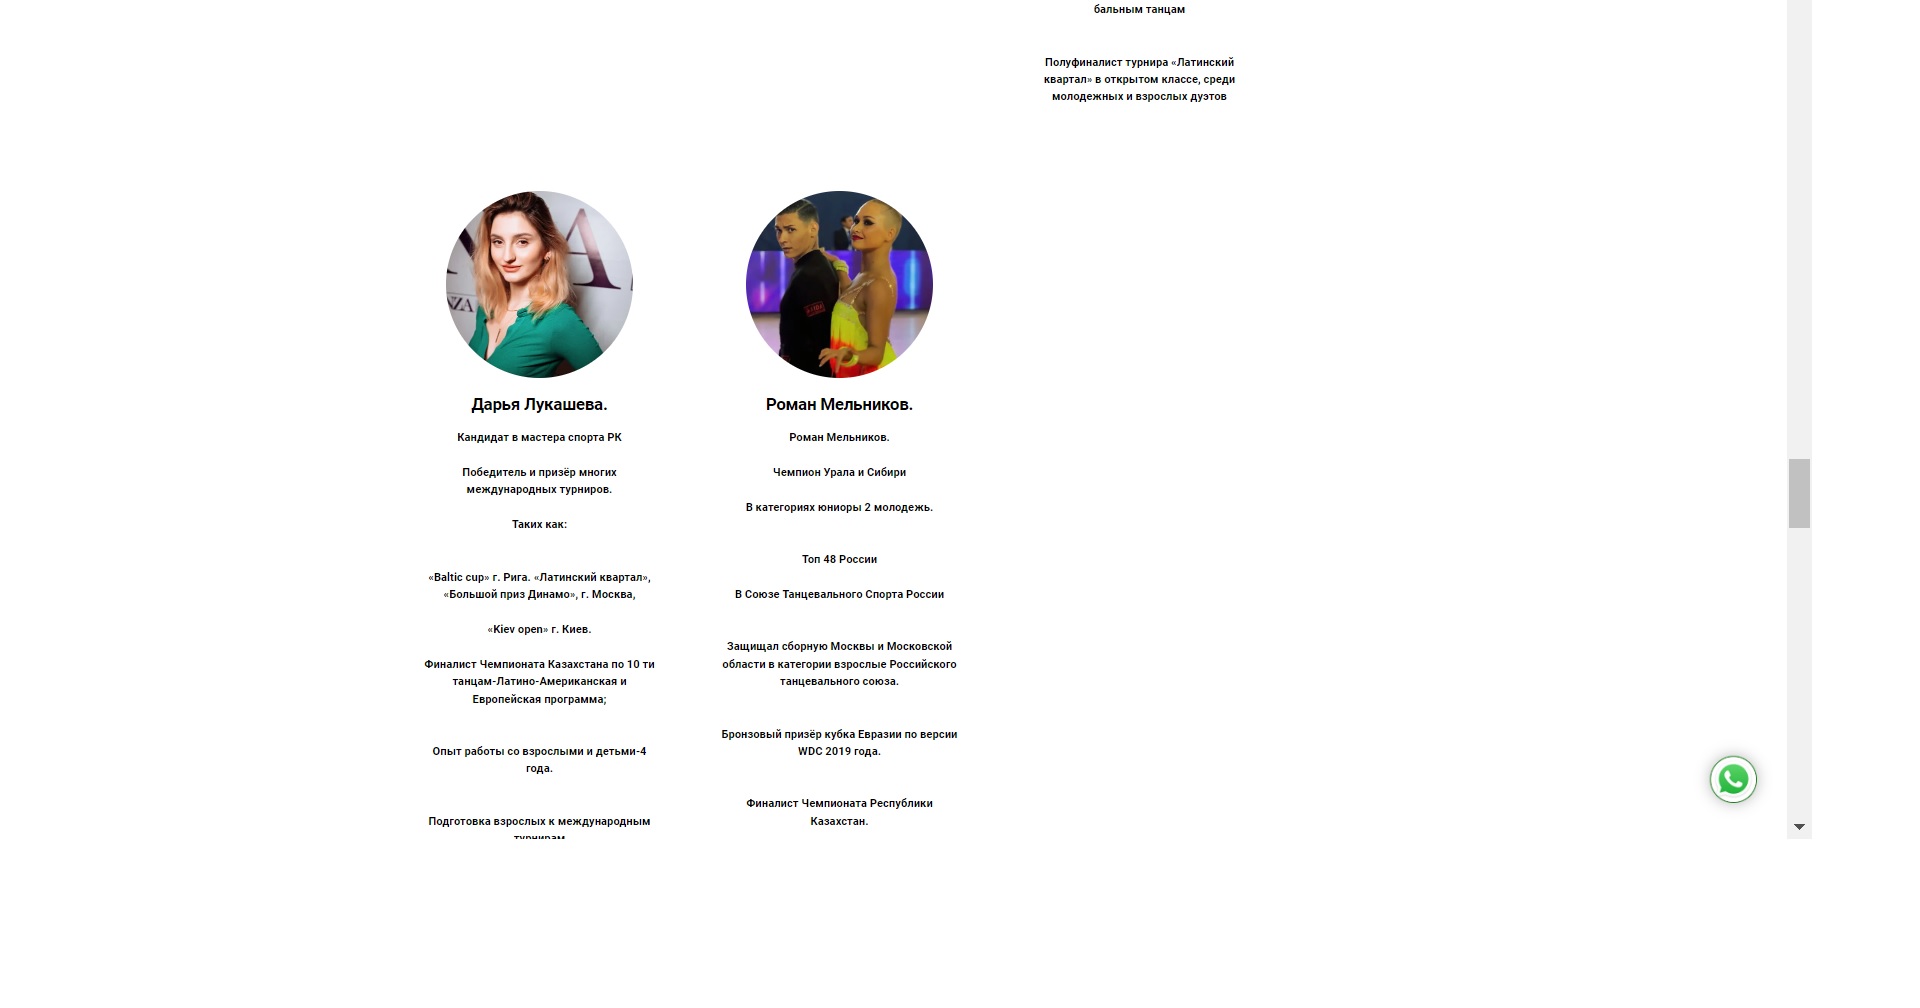 бальным танцам
Полуфиналист турнира «Латинский
квартал» в открытом классе, среди
молодежных и взрослых дуэтов
Дарья Лукашева.
Кандидат в мастера спорта РК
Победитель и призёр многих
международных турниров.
Таких как:
«Baltic cup» г. Рига. «Латинский квартал»,
«Большой приз Динамо», г. Москва,
«Kiev open» г. Киев.
Финалист Чемпионата Казахстана по 10 ти
танцам-Латино-Американская и
Европейская программа;
Опыт работы со взрослыми и детьми-4
года.
Подготовка взрослых к международным
турнирам
Роман Мельников.
Роман Мельников.
Чемпион Урала и Сибири
В категориях юниоры 2 молодежь.
Топ 48 России
В Союзе Танцевального Спорта России
Защищал сборную Москвы и Московской
области в категории взрослые Российского
танцевального союза.
Бронзовый призёр кубка Евразии по версии
WDC 2019 года.
Финалист Чемпионата Республики
Казахстан.